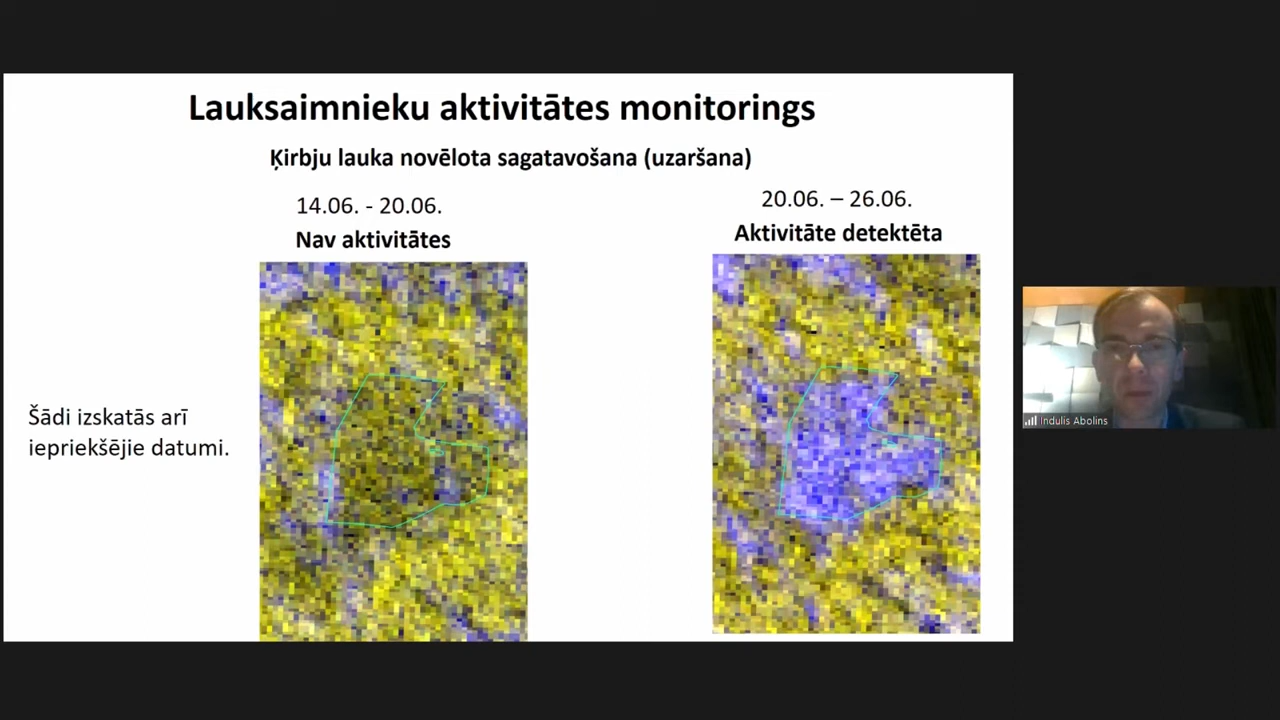 Lauksaimnieku aktivitātes monitorings
Ķirbju lauka novēlota sagatavošana (uzaršana)
14.06. - 20.06.
Nav aktivitātes
20.06. – 26.06.
Aktivitāte detektēta
Šādi izskatās arī
iepriekšējie datumi.
Indulis Abolins